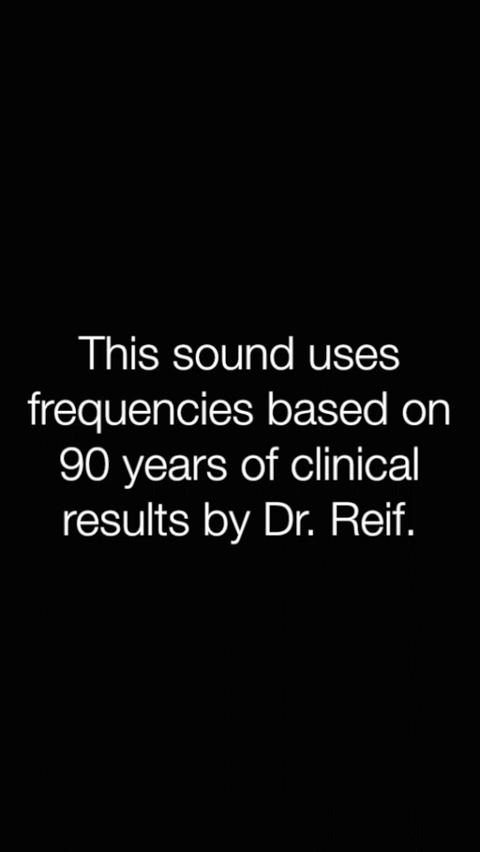 This sound uses
frequencies based on
90 years of clinical
results by Dr. Reif.